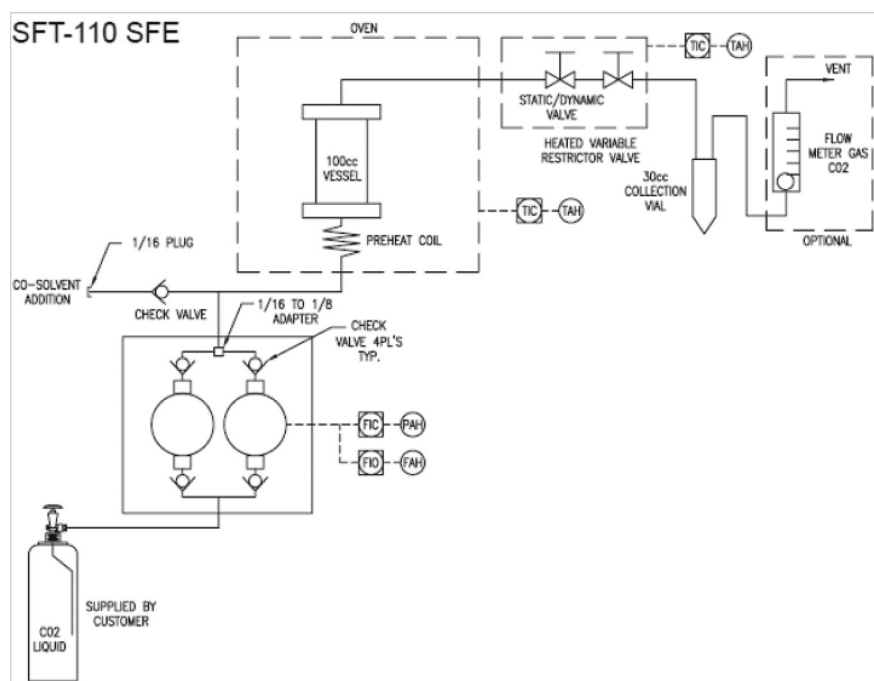 SFT-110 SFE
OVEN
TIC
TAH
VENT
STATIC/DYNAMIC
VALVE
HEATED VARIABLE
RESTRICTOR VALVE
FLOW
METER GAS
CO2
100cc
VESSEL
30cc
COLLECTION
VIAL
TIC
TAH
PREHEAT COIL
OPTIONAL
1/16 PLUG
CO-SOLVENT
ADDITION
CHECK VALVE
1/16 TO 1/8
ADAPTER
CHECK
VALVE 4PL'S
TYP.
FIC
PAH
FIO
FAH
SUPPLIED BY
CUSTOMER
CO2
LIQUID